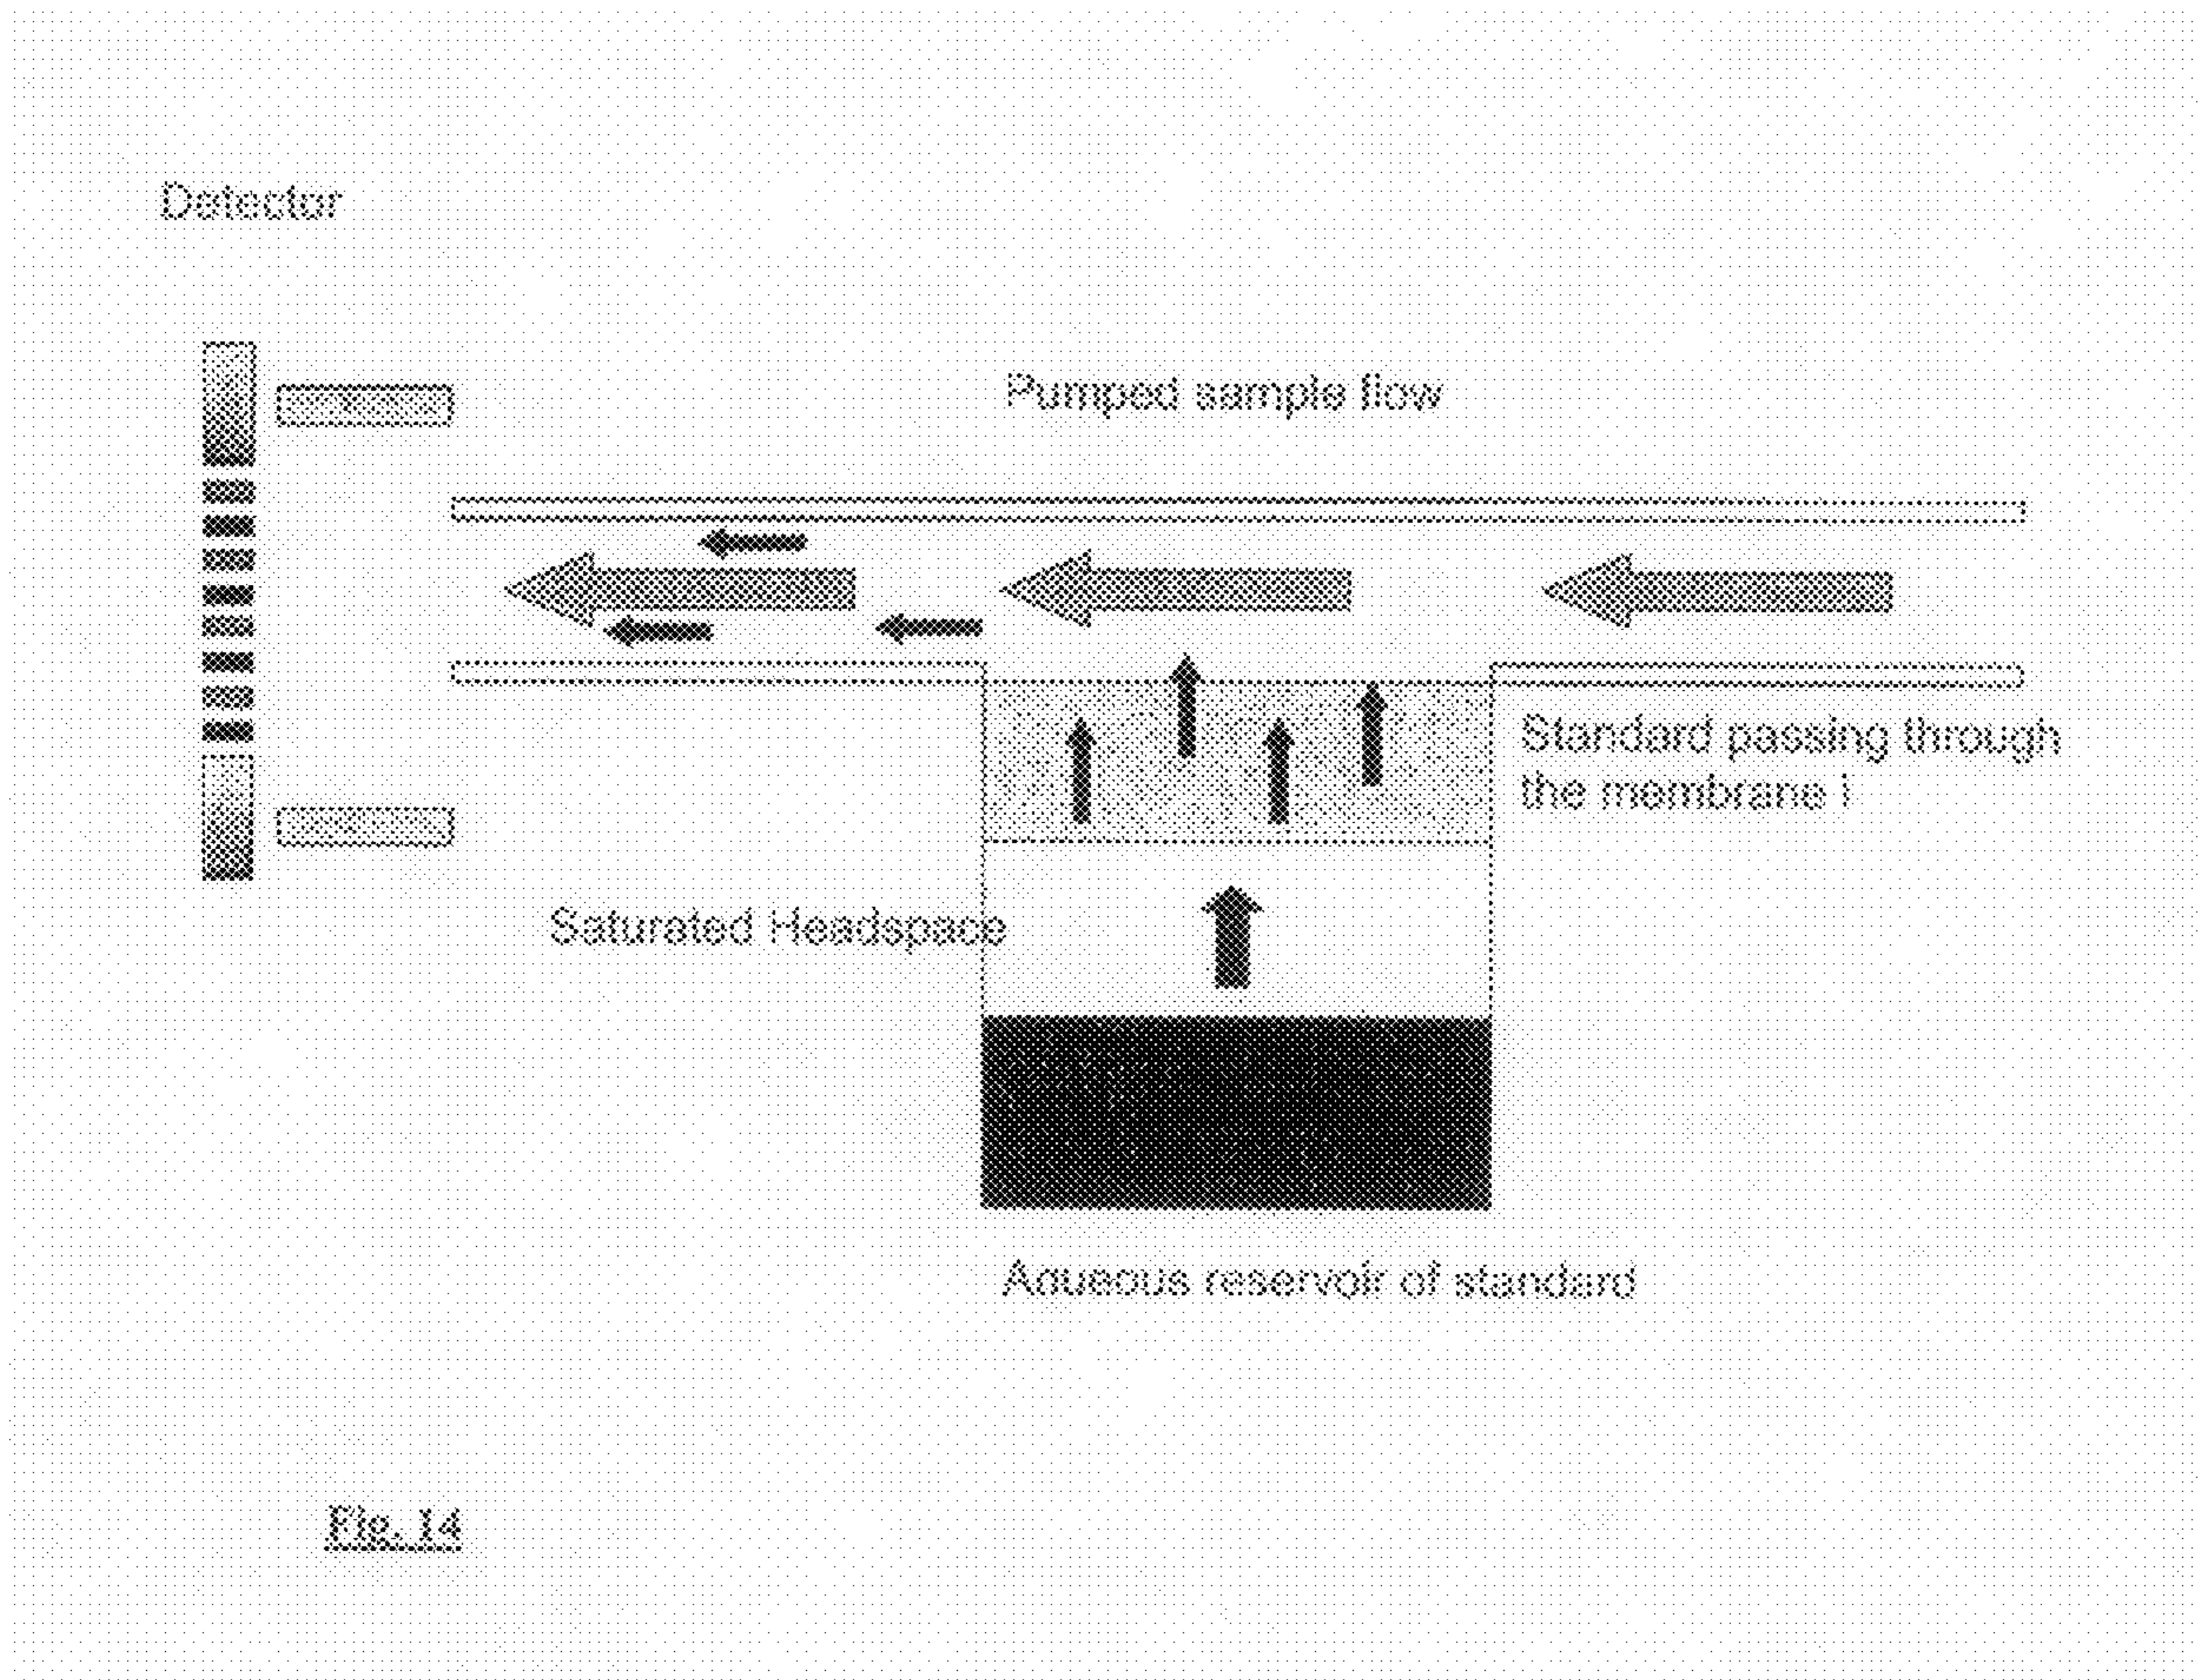 Detector
Pumped sample flow
Standard passing through
the membrane i
Saturated Headspace
Aqueous reservoir of standard
Fig. 14